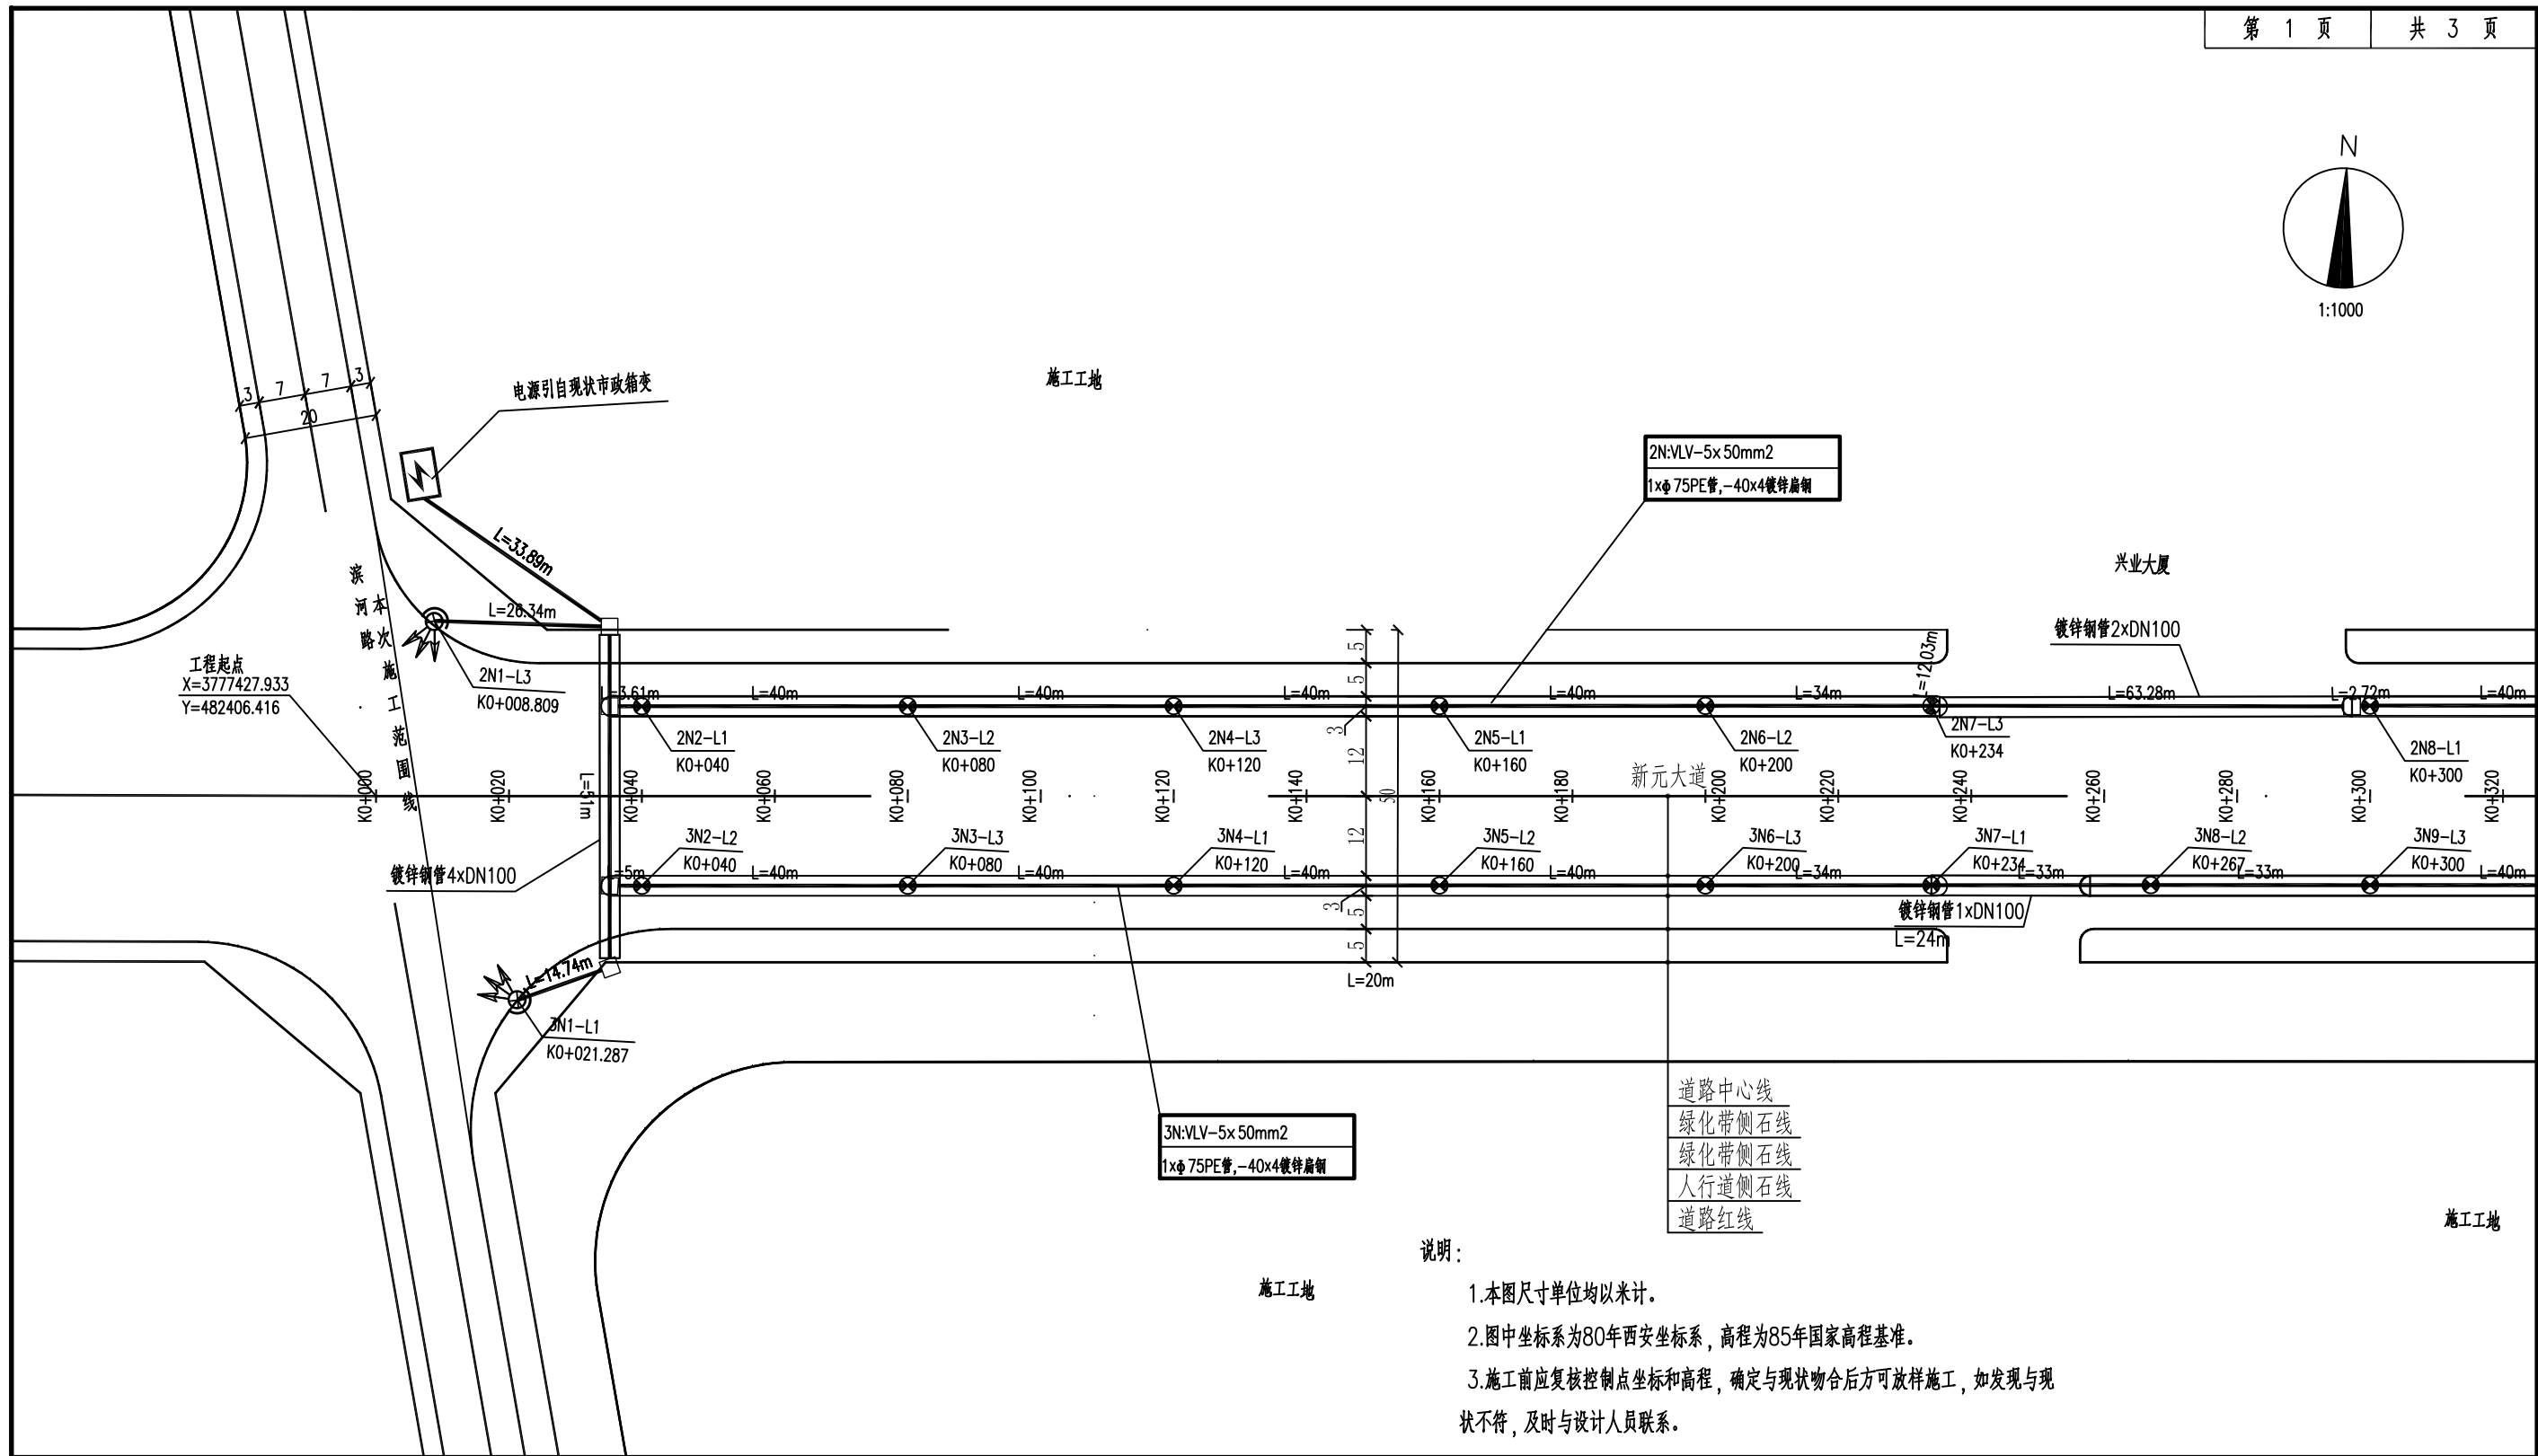 第 1 页
共 3 页
N
1:1000
施工工地
电源引自现状市政箱变
3
7
7
3
20
2N:VLV-5×50mm2
1xφ75PE管,-40x4镀锌扁钢
兴业大厦
镀锌钢管2xDN100
L=33.89m
L=26.34m
滨河路
本次施工范围线
工程起点
X=3777427.933
Y=482406.416
2N1-L3
K0+008.809
L=3.61m
L=40m
L=40m
L=40m
L=40m
L=34m
L=12.03m
L=63.28m
L=2.72m
L=40m
2N2-L1
K0+040
2N3-L2
K0+080
2N4-L3
K0+120
2N5-L1
K0+160
2N6-L2
K0+200
2N7-L3
K0+234
2N8-L1
K0+300
5
5
3
12
50
12
3
5
5
新元大道
K0+000
K0+020
L=51m
K0+040
K0+060
K0+080
K0+100
K0+120
K0+140
K0+160
K0+180
K0+200
K0+220
K0+240
K0+260
K0+280
K0+300
K0+320
3N2-L2
K0+040
3N3-L3
K0+080
3N4-L1
K0+120
3N5-L2
K0+160
3N6-L3
K0+200
3N7-L1
K0+234
3N8-L2
K0+267
3N9-L3
K0+300
镀锌钢管4xDN100
L=5m
L=40m
L=40m
L=40m
L=40m
L=34m
L=33m
L=33m
L=40m
镀锌钢管1xDN100
L=24m
L=20m
L=14.74m
3N1-L1
K0+021.287
3N:VLV-5×50mm2
1xφ75PE管,-40x4镀锌扁钢
道路中心线
绿化带侧石线
绿化带侧石线
人行道侧石线
道路红线
施工工地
施工工地
说明：
1.本图尺寸单位均以米计。
2.图中坐标系为80年西安坐标系，高程为85年国家高程基准。
3.施工前应复核控制点坐标和高程，确定与现状吻合后方可放样施工，如发现与现
状不符，及时与设计人员联系。